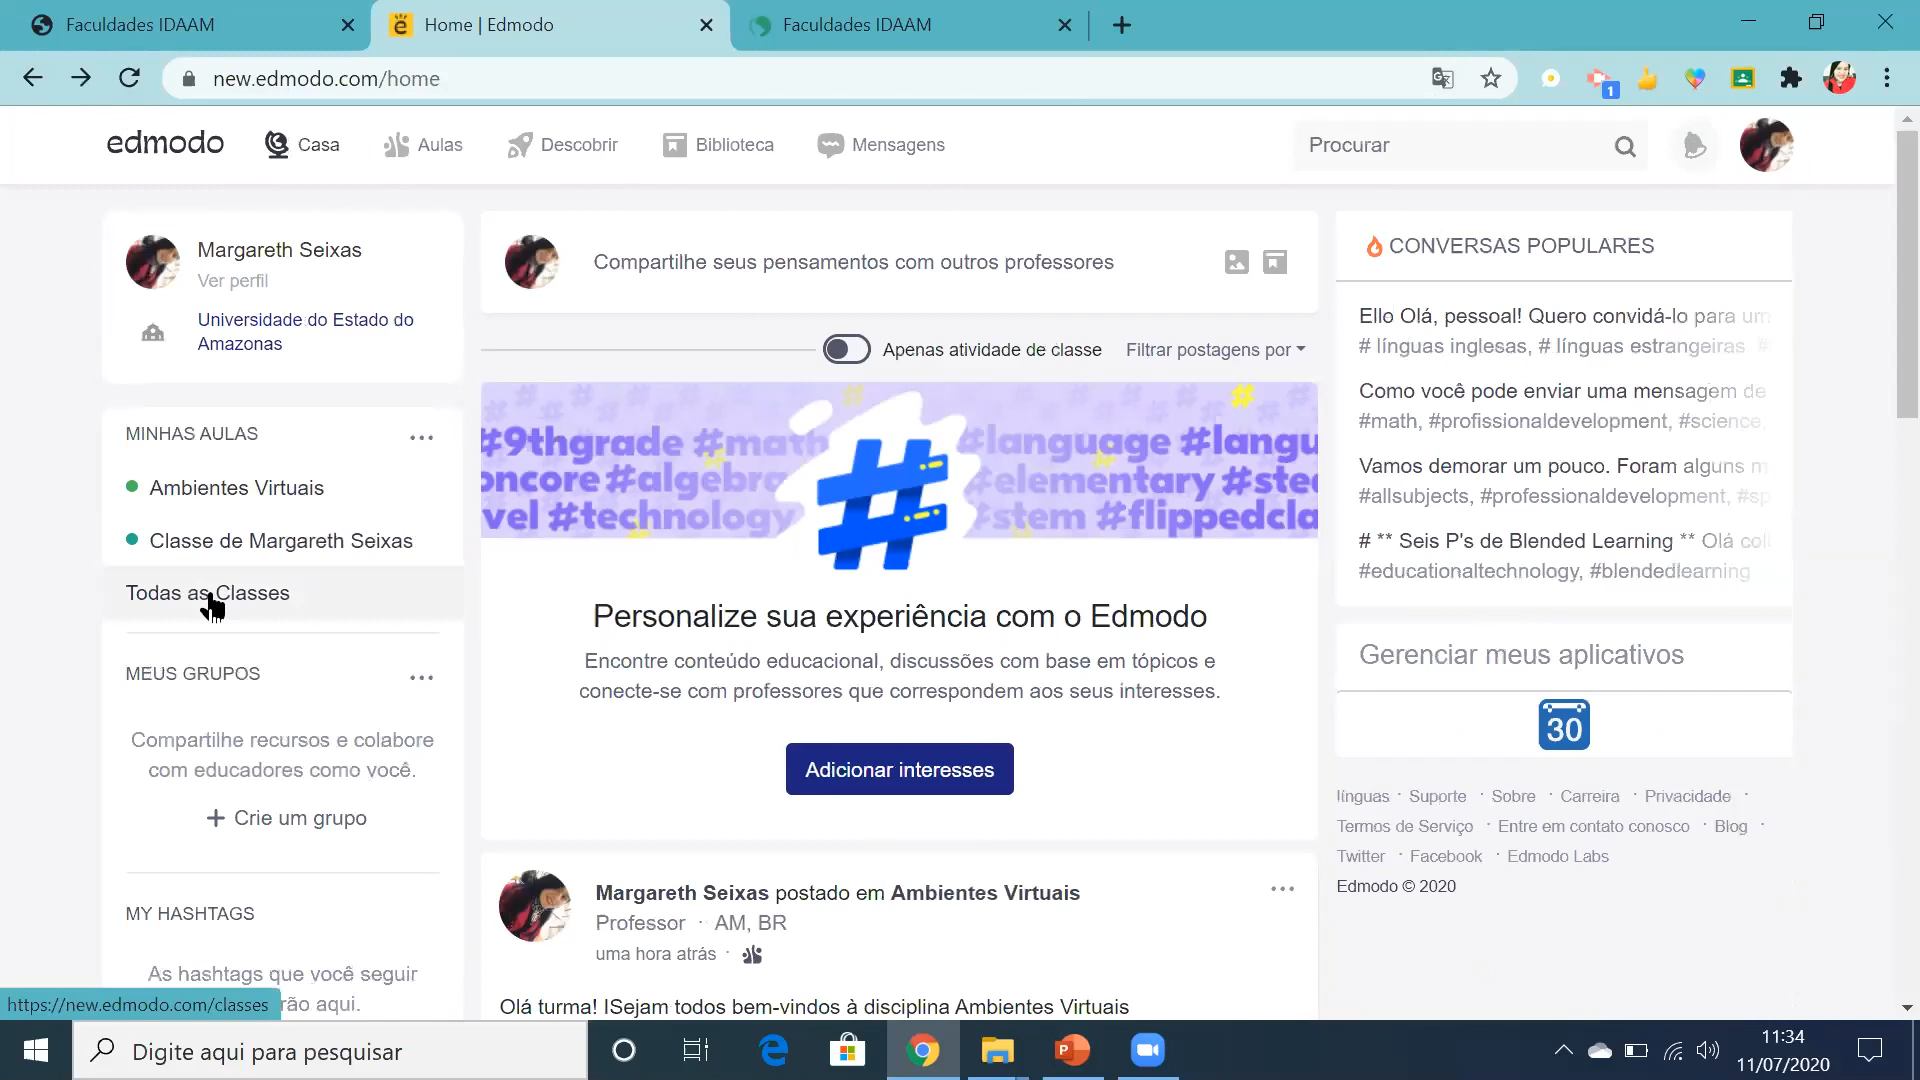 Faculdades IDAAM
Home | Edmodo
Faculdades IDAAM
new.edmodo.com/home
1
edmodo
Casa
Aulas
Descobrir
Biblioteca
Mensagens
Procurar
Margareth Seixas
Ver perfil
Universidade do Estado do
Amazonas
MINHAS AULAS
Ambientes Virtuais
Classe de Margareth Seixas
Todas as Classes
MEUS GRUPOS
Compartilhe recursos e colabore
com educadores como você.
+ Crie um grupo
MY HASHTAGS
As hashtags que você seguir
rão aqui.
https://new.edmodo.com/classes
Compartilhe seus pensamentos com outros professores
Apenas atividade de classe
Filtrar postagens por
#9thgrade #math #language #langu
oncore #algebra #elementary #ste
vel #technology #stem #flippedcla
#
Personalize sua experiência com o Edmodo
Encontre conteúdo educacional, discussões com base em tópicos e
conecte-se com professores que correspondem aos seus interesses.
Adicionar interesses
Margareth Seixas postado em Ambientes Virtuais
Professor · AM, BR
uma hora atrás ·
Olá turma! ISejam todos bem-vindos à disciplina Ambientes Virtuais
CONVERSAS POPULARES
Ello Olá, pessoal! Quero convidá-lo para um
# línguas inglesas, # línguas estrangeiras
Como você pode enviar uma mensagem de
#math, #profissionaldevelopment, #science,
Vamos demorar um pouco. Foram alguns m
#allsubjects, #professionaldevelopment, #sp
# ** Seis P's de Blended Learning ** Olá col
#educationaltechnology, #blendedlearning
Gerenciar meus aplicativos
30
línguas · Suporte · Sobre · Carreira · Privacidade ·
Termos de Serviço · Entre em contato conosco · Blog ·
Twitter · Facebook · Edmodo Labs
Edmodo © 2020
Digite aqui para pesquisar
11:34
11/07/2020